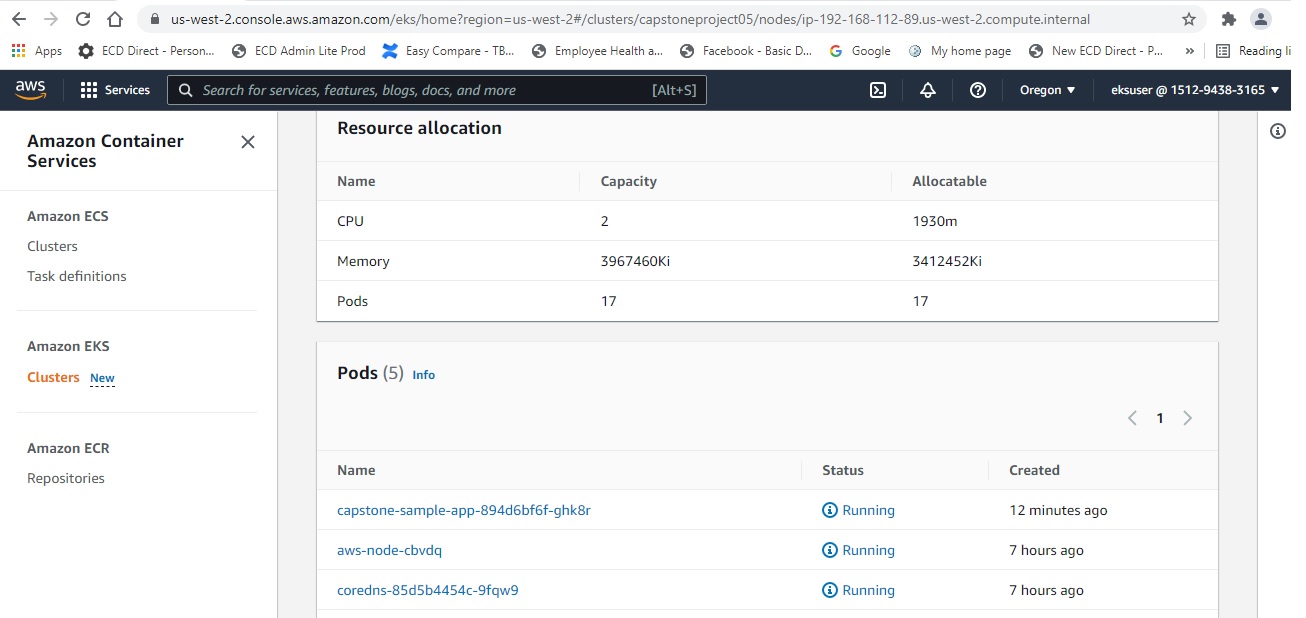 us-west-2.console.aws.amazon.com/eks/home?region=us-west-2#/clusters/capstoneproject05/nodes/ip-192-168-112-89.us-west-2.compute.internal
Apps ECD Direct - Person... ECD Admin Lite Prod Easy Compare - TB... Employee Health a... Facebook - Basic D... Google My home page New ECD Direct - P... » Reading li
aws Services Search for services, features, blogs, docs, and more [Alt+S] Oregon ▼ eksuser @ 1512-9438-3165 ▼
Amazon Container
Services
Amazon ECS
Clusters
Task definitions
Amazon EKS
Clusters New
Amazon ECR
Repositories
Resource allocation
Name Capacity Allocatable
CPU 2 1930m
Memory 3967460Ki 3412452Ki
Pods 17 17
Pods (5) Info
1
Name Status Created
capstone-sample-app-894d6bf6f-ghk8r Running 12 minutes ago
aws-node-cbvdq Running 7 hours ago
coredns-85d5b4454c-9fqw9 Running 7 hours ago